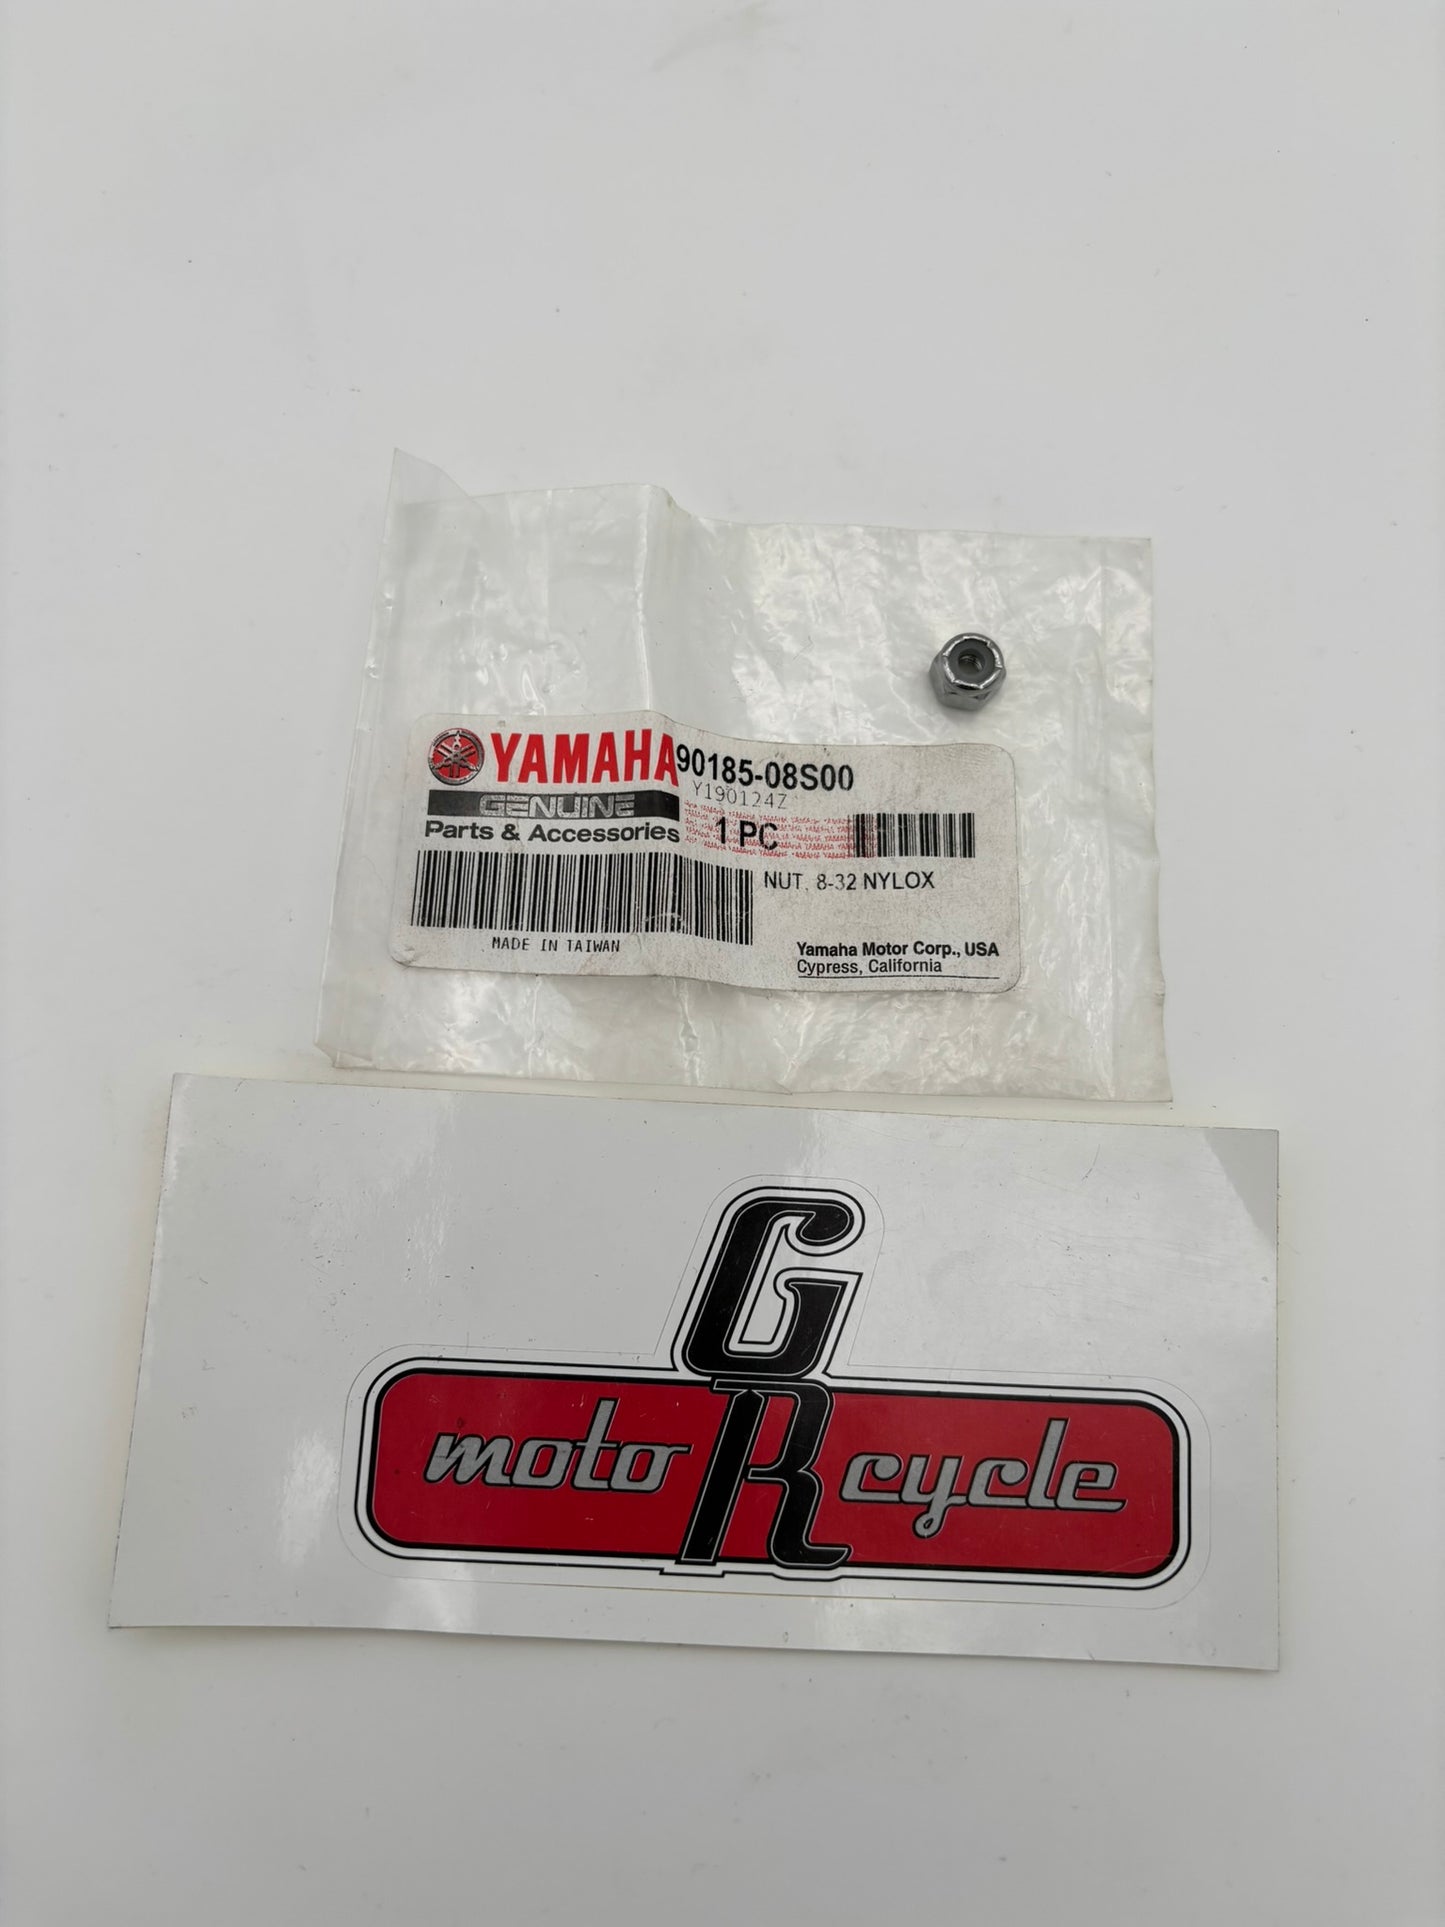 YAMAHA 90185-08S00
Y190124Z
GENUINE
Parts & Accessories 1 PC
NUT, 8-32 NYLOX
MADE IN TAIWAN
Yamaha Motor Corp., USA
Cypress, California
GR
moto cycle